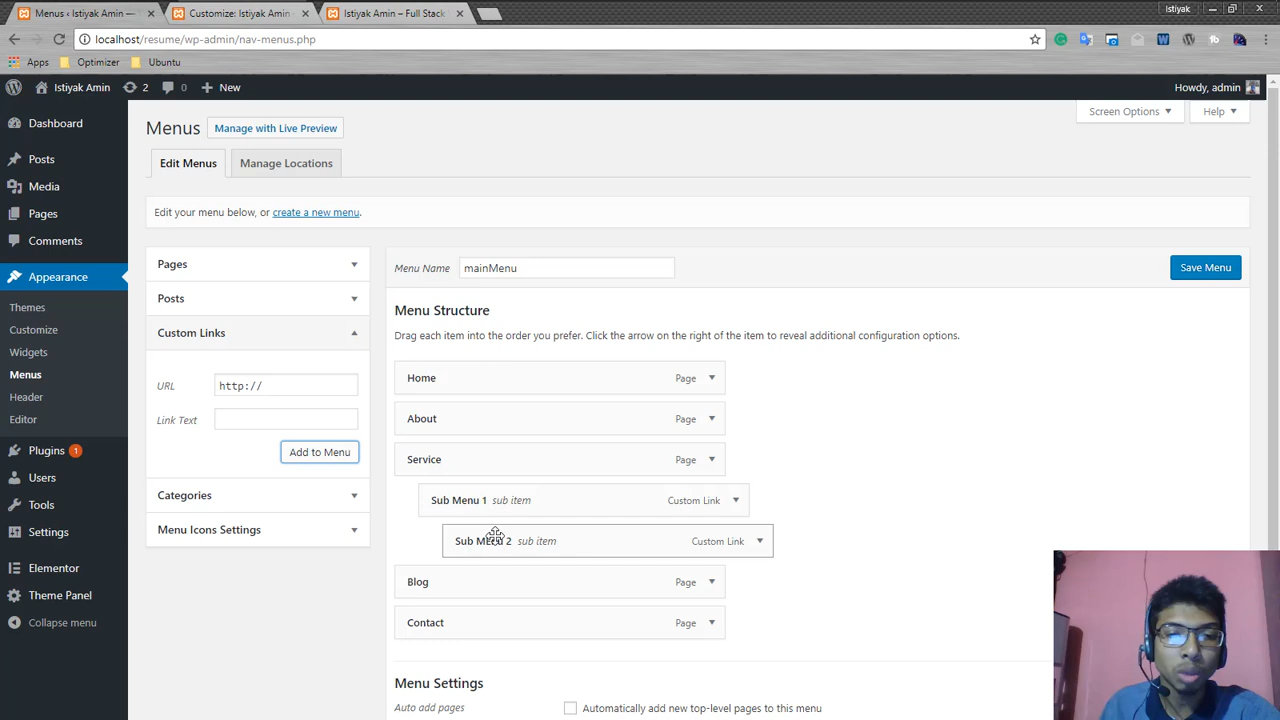 Menus ‹ Istiyak Amin —
Customize: Istiyak Amin
Istiyak Amin – Full Stack
Istiyak
localhost/resume/wp-admin/nav-menus.php
Apps
Optimizer
Ubuntu
Istiyak Amin
2
0
New
Howdy, admin
Dashboard
Posts
Media
Pages
Comments
Appearance
Themes
Customize
Widgets
Menus
Header
Editor
Plugins 1
Users
Tools
Settings
Elementor
Theme Panel
Collapse menu
Screen Options
Help
Menus
Manage with Live Preview
Edit Menus
Manage Locations
Edit your menu below, or create a new menu.
Pages
Posts
Custom Links
URL
http://
Link Text
Add to Menu
Categories
Menu Icons Settings
Menu Name
mainMenu
Save Menu
Menu Structure
Drag each item into the order you prefer. Click the arrow on the right of the item to reveal additional configuration options.
Home
Page
About
Page
Service
Page
Sub Menu 1 sub item
Custom Link
Sub Menu 2 sub item
Custom Link
Blog
Page
Contact
Page
Menu Settings
Auto add pages
Automatically add new top-level pages to this menu